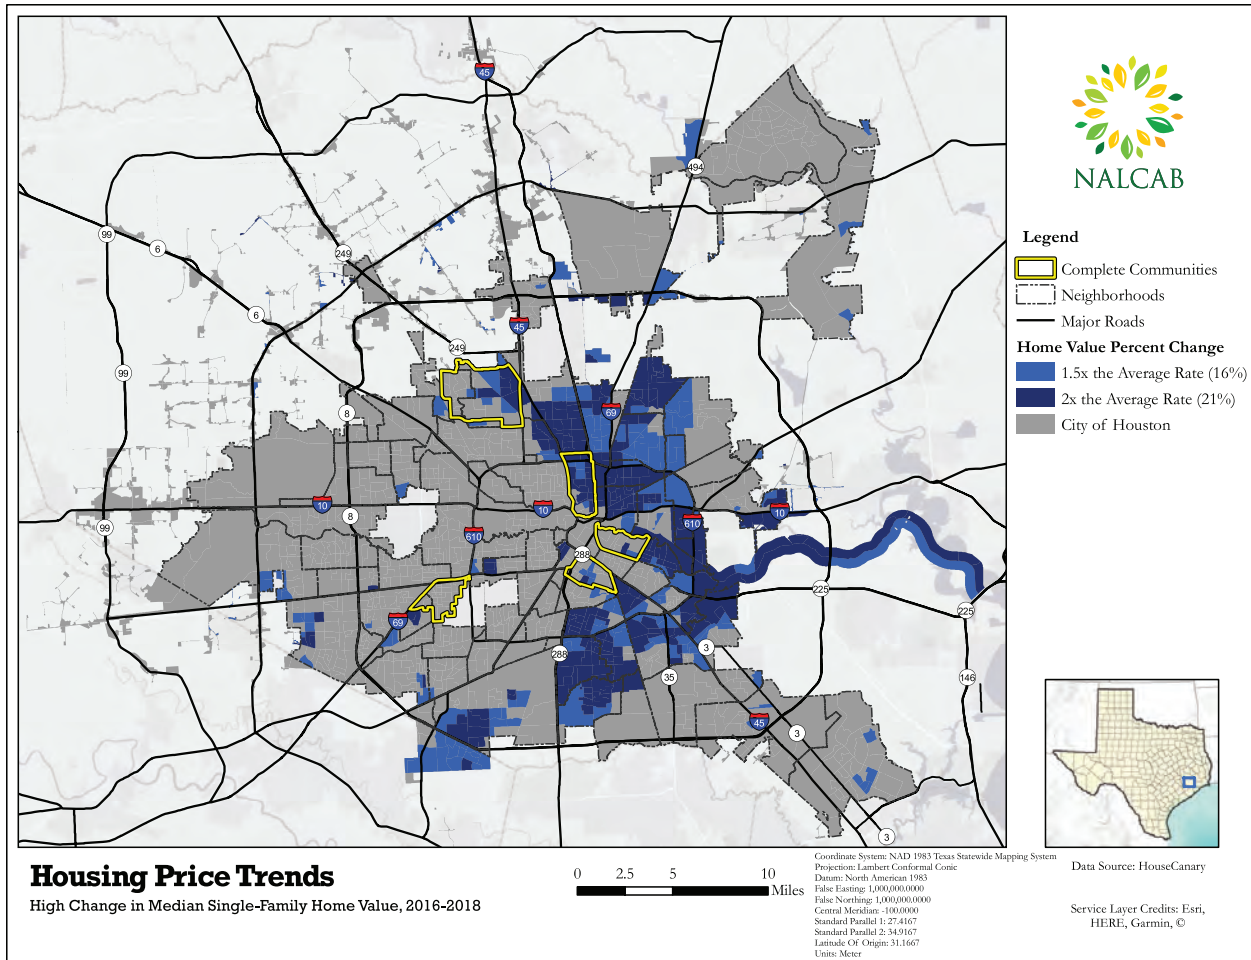 45
494
99
6
249
6
45
249
99
8
69
10
8
10
10
99
610
610
288
225
225
69
3
288
35
146
45
3
3
NALCAB
Legend
Complete Communities
Neighborhoods
Major Roads
Home Value Percent Change
1.5x the Average Rate (16%)
2x the Average Rate (21%)
City of Houston
Data Source: HouseCanary
Service Layer Credits: Esri,
HERE, Garmin, ©
Housing Price Trends
High Change in Median Single-Family Home Value, 2016-2018
0 2.5 5 10
Miles
Coordinate System: NAD 1983 Texas Statewide Mapping System
Projection: Lambert Conformal Conic
Datum: North American 1983
False Easting: 1,000,000.0000
False Northing: 1,000,000.0000
Central Meridian: -100.0000
Standard Parallel 1: 27.4167
Standard Parallel 2: 34.9167
Latitude Of Origin: 31.1667
Units: Meter